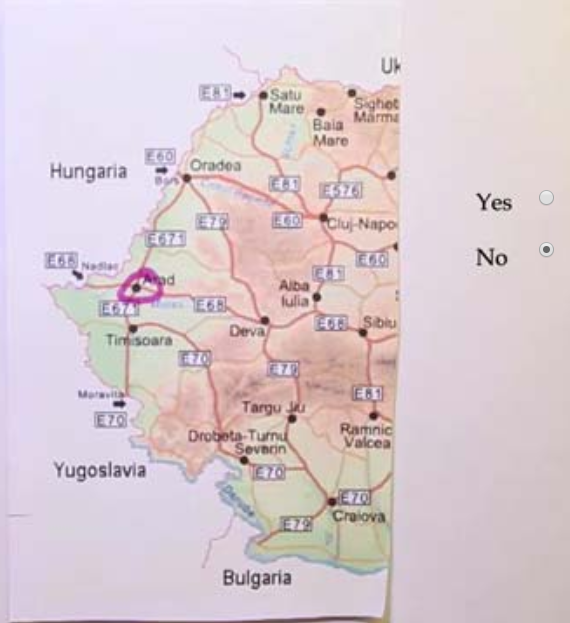 Uk
E81
Satu
Mare
Sighet
Marma
Baia
Mare
E60
Oradea
Hungaria
Bors
E81
E576
E79
E60
Cluj-Napo
E671
E60
E68
Nadlac
E81
Arad
Alba
Iulia
E671
E68
Mures
Deva
E68
Sibiu
Timisoara
E70
E79
Moravita
E81
E70
Targu Jiu
Ramnic
Valcea
Drobeta-Turnu
Severin
Yugoslavia
E70
E70
Craiova
E79
Bulgaria
Yes
No